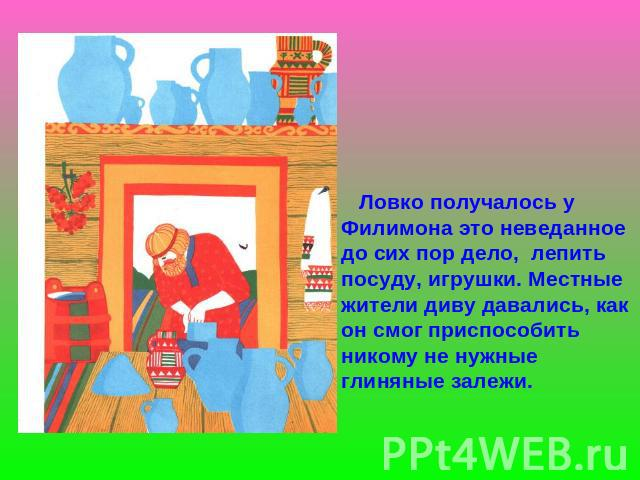 Ловко получалось у
Филимона это неведанное
до сих пор дело,  лепить
посуду, игрушки. Местные
жители диву давались, как
он смог приспособить
никому не нужные
глиняные залежи.
PPt4WEB.ru